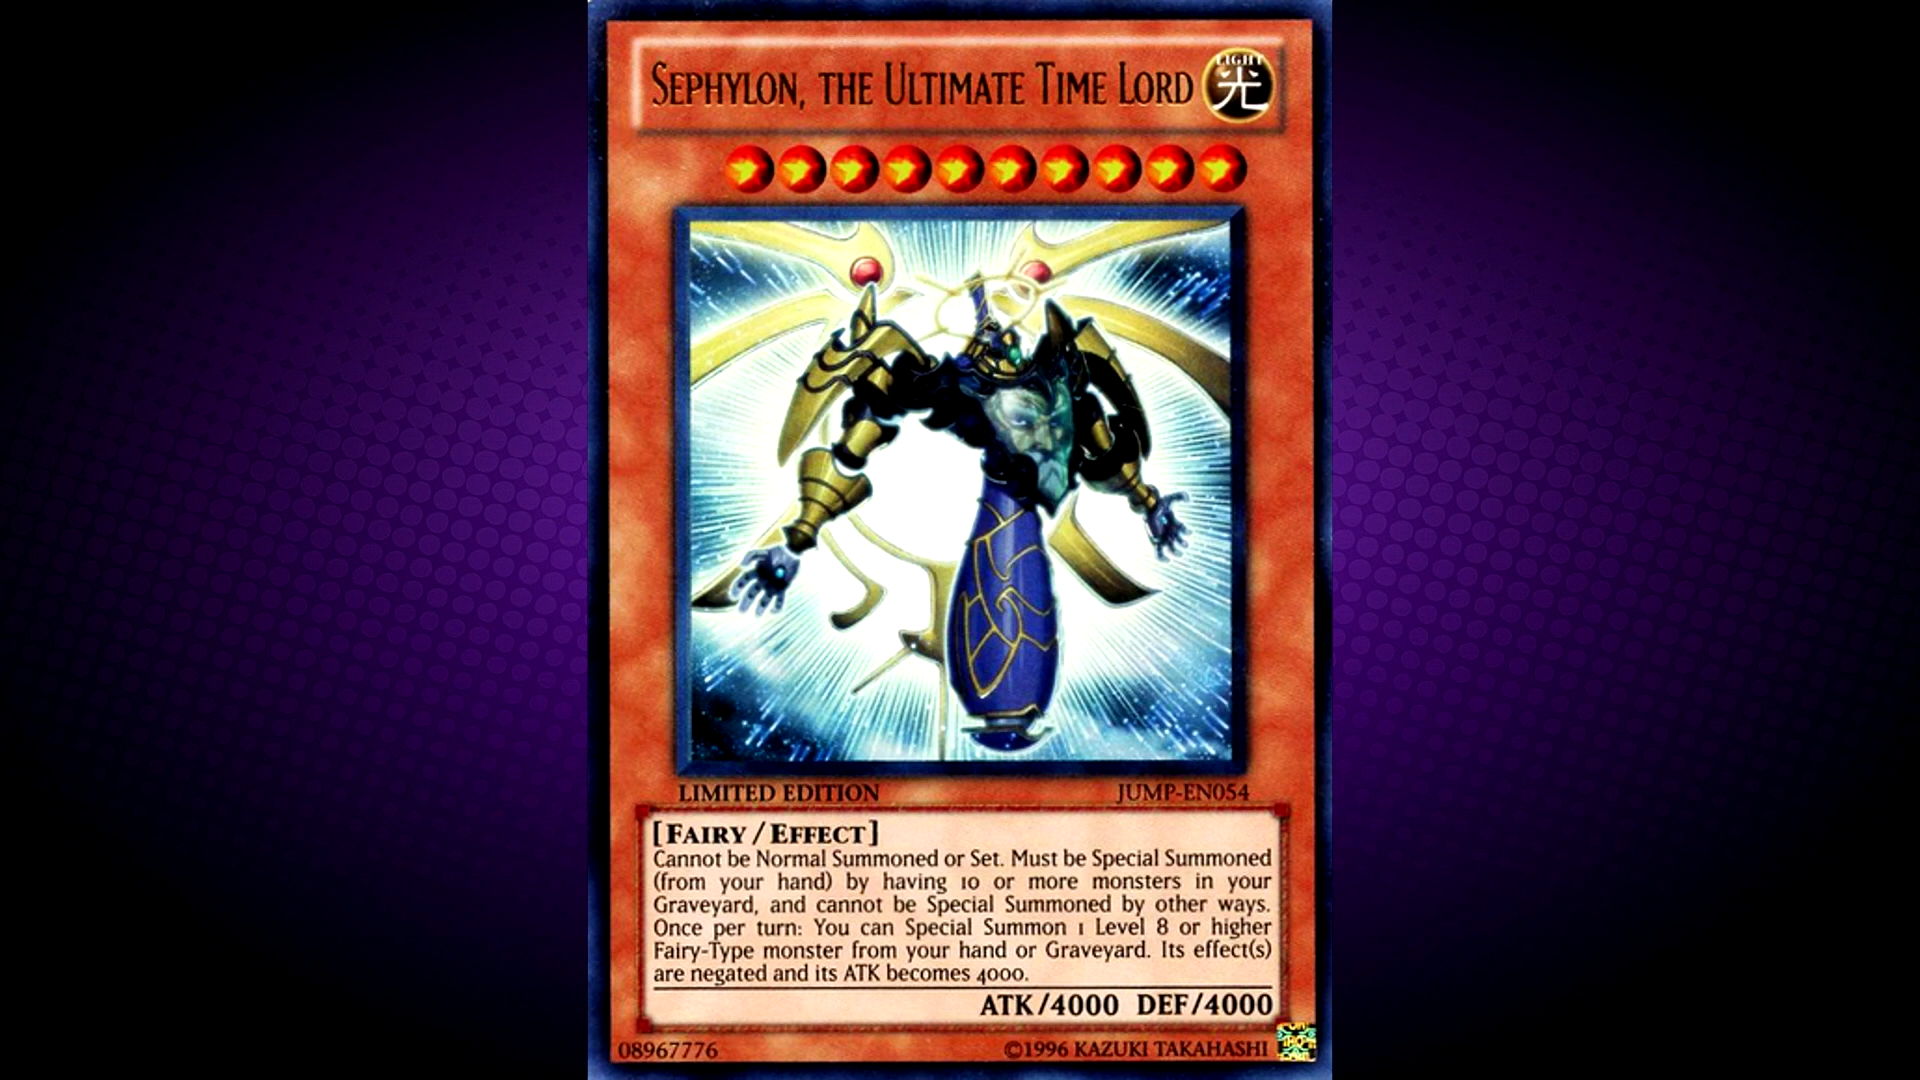 SEPHYLON, THE ULTIMATE TIME LORD
LIGHT
光
LIMITED EDITION
JUMP-EN054
[FAIRY/EFFECT]
Cannot be Normal Summoned or Set. Must be Special Summoned
(from your hand) by having 10 or more monsters in your
Graveyard, and cannot be Special Summoned by other ways.
Once per turn: You can Special Summon 1 Level 8 or higher
Fairy-Type monster from your hand or Graveyard. Its effect(s)
are negated and its ATK becomes 4000.
ATK/4000 DEF/4000
08967776
©1996 KAZUKI TAKAHASHI